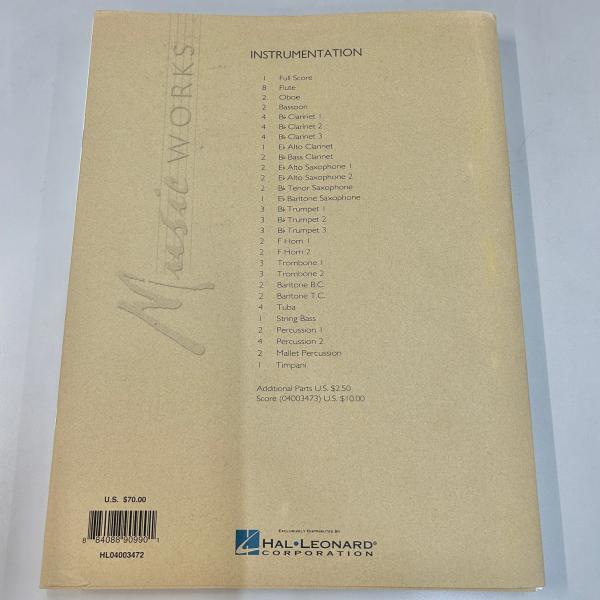 Music WORKS
INSTRUMENTATION
1 Full Score
8 Flute
2 Oboe
2 Bassoon
4 B♭ Clarinet 1
4 B♭ Clarinet 2
4 B♭ Clarinet 3
1 E♭ Alto Clarinet
2 B♭ Bass Clarinet
2 E♭ Alto Saxophone 1
2 E♭ Alto Saxophone 2
2 B♭ Tenor Saxophone
1 E♭ Baritone Saxophone
3 B♭ Trumpet 1
3 B♭ Trumpet 2
3 B♭ Trumpet 3
2 F Horn 1
2 F Horn 2
3 Trombone 1
3 Trombone 2
2 Baritone B.C.
2 Baritone T.C.
4 Tuba
1 String Bass
2 Percussion 1
4 Percussion 2
2 Mallet Percussion
1 Timpani
Additional Parts U.S. $2.50
Score (04003473) U.S. $10.00
U.S. $70.00
8 84088 90990 1
HL04003472
EXCLUSIVELY DISTRIBUTED BY
HAL•LEONARD®
CORPORATION